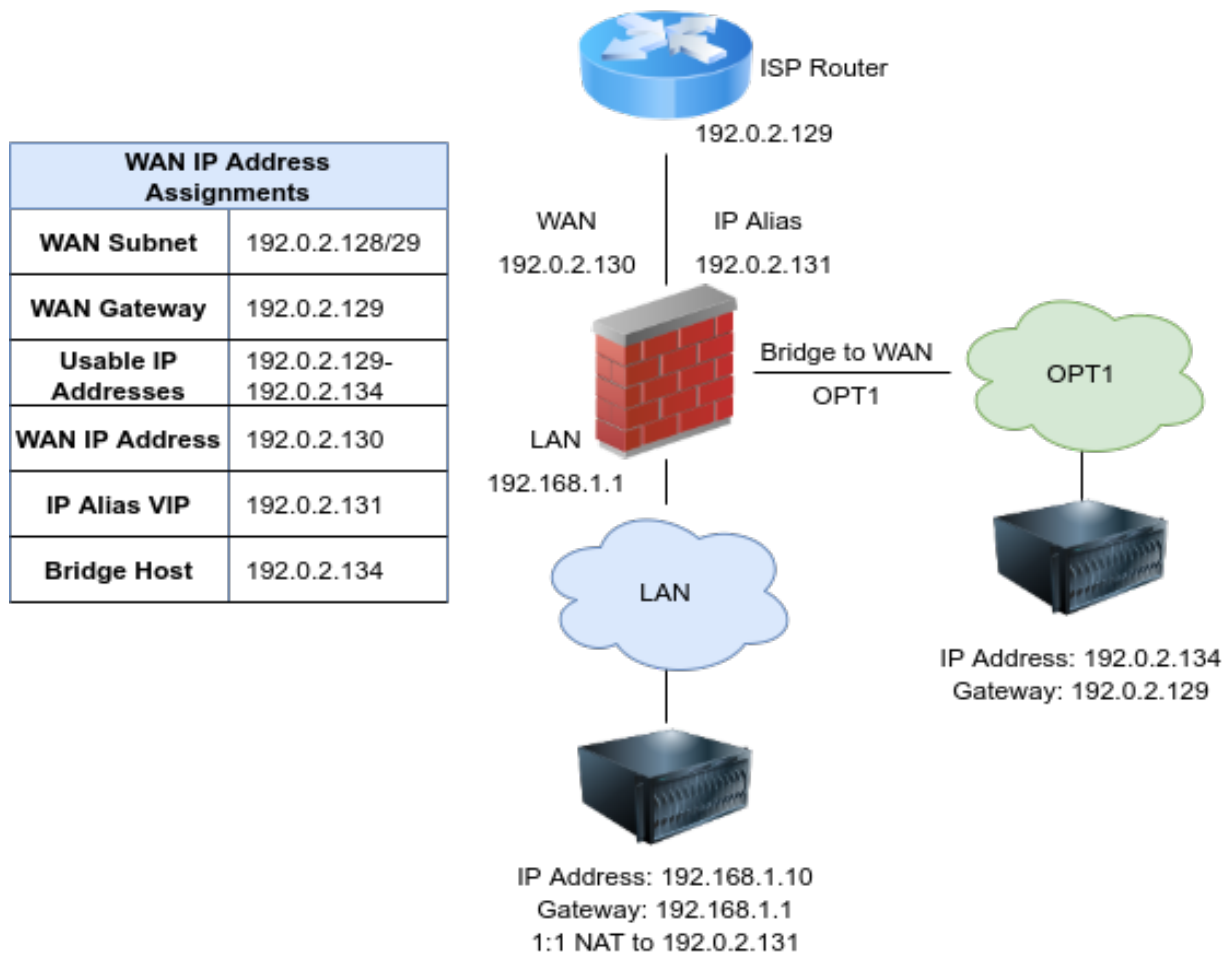 ISP Router
192.0.2.129
WAN IP Address
Assignments
WAN Subnet
192.0.2.128/29
WAN Gateway
192.0.2.129
Usable IP
Addresses
192.0.2.129-
192.0.2.134
WAN IP Address
192.0.2.130
IP Alias VIP
192.0.2.131
Bridge Host
192.0.2.134
WAN
192.0.2.130
IP Alias
192.0.2.131
Bridge to WAN
OPT1
OPT1
LAN
192.168.1.1
LAN
IP Address: 192.0.2.134
Gateway: 192.0.2.129
IP Address: 192.168.1.10
Gateway: 192.168.1.1
1:1 NAT to 192.0.2.131